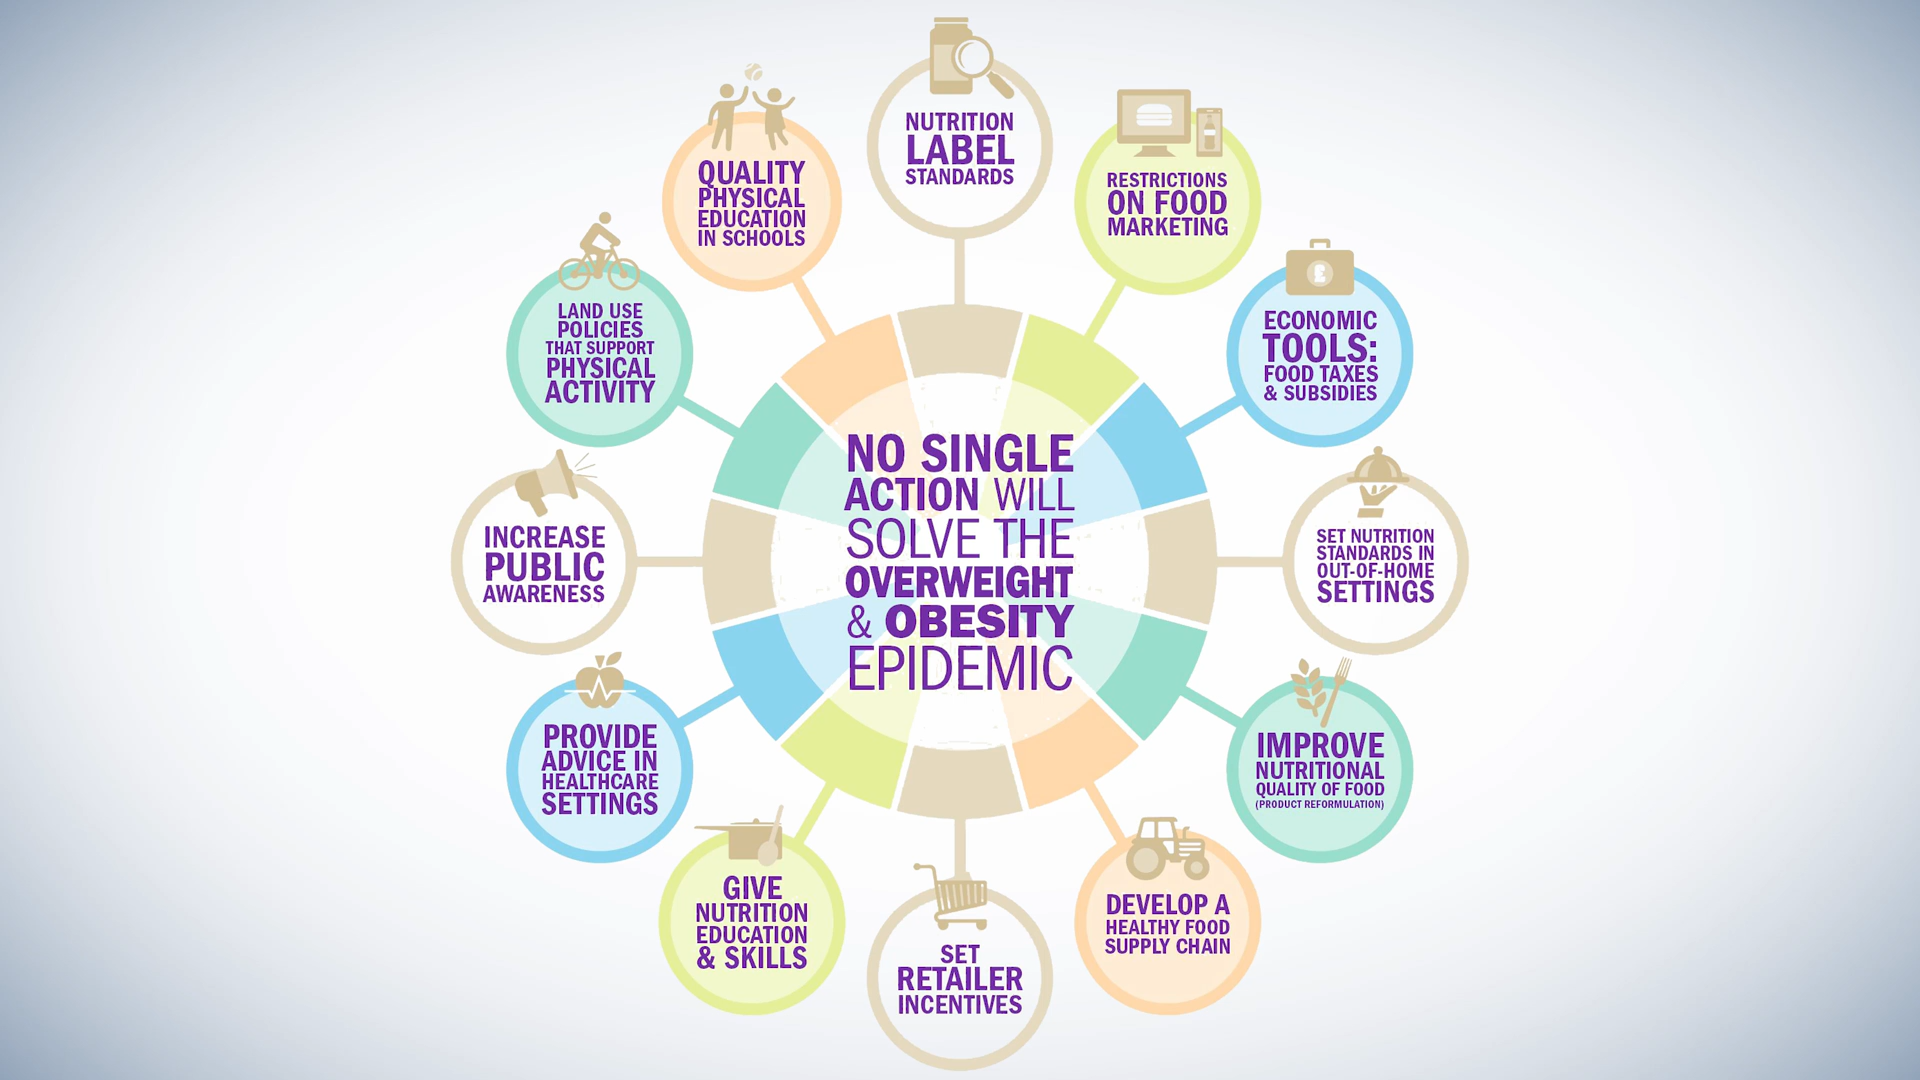 NUTRITION
LABEL
STANDARDS
RESTRICTIONS
ON FOOD
MARKETING
ECONOMIC
TOOLS:
FOOD TAXES
& SUBSIDIES
£
SET NUTRITION
STANDARDS IN
OUT-OF-HOME
SETTINGS
IMPROVE
NUTRITIONAL
QUALITY OF FOOD
(PRODUCT REFORMULATION)
DEVELOP A
HEALTHY FOOD
SUPPLY CHAIN
SET
RETAILER
INCENTIVES
GIVE
NUTRITION
EDUCATION
& SKILLS
PROVIDE
ADVICE IN
HEALTHCARE
SETTINGS
INCREASE
PUBLIC
AWARENESS
LAND USE
POLICIES
THAT SUPPORT
PHYSICAL
ACTIVITY
QUALITY
PHYSICAL
EDUCATION
IN SCHOOLS
NO SINGLE
ACTION WILL
SOLVE THE
OVERWEIGHT
& OBESITY
EPIDEMIC